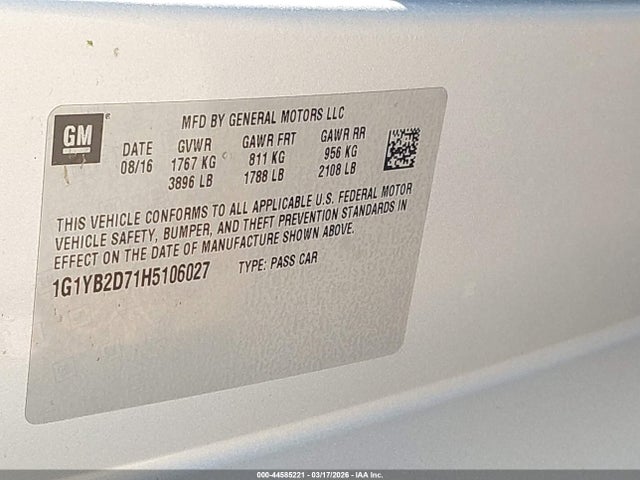 GM
MFD BY GENERAL MOTORS LLC
DATE GVWR GAWR FRT GAWR RR
08/16 1767 KG 811 KG 956 KG
3896 LB 1788 LB 2108 LB
THIS VEHICLE CONFORMS TO ALL APPLICABLE U.S. FEDERAL MOTOR
VEHICLE SAFETY, BUMPER, AND THEFT PREVENTION STANDARDS IN
EFFECT ON THE DATE OF MANUFACTURE SHOWN ABOVE.
1G1YB2D71H5106027 TYPE: PASS CAR
000-44585221 - 03/17/2026 - IAA Inc.